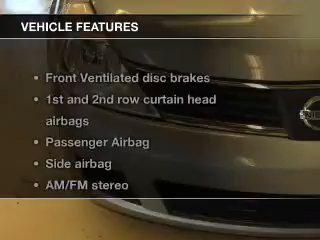 VEHICLE FEATURES
• Front Ventilated disc brakes
• 1st and 2nd row curtain head
airbags
• Passenger Airbag
• Side airbag
• AM/FM stereo